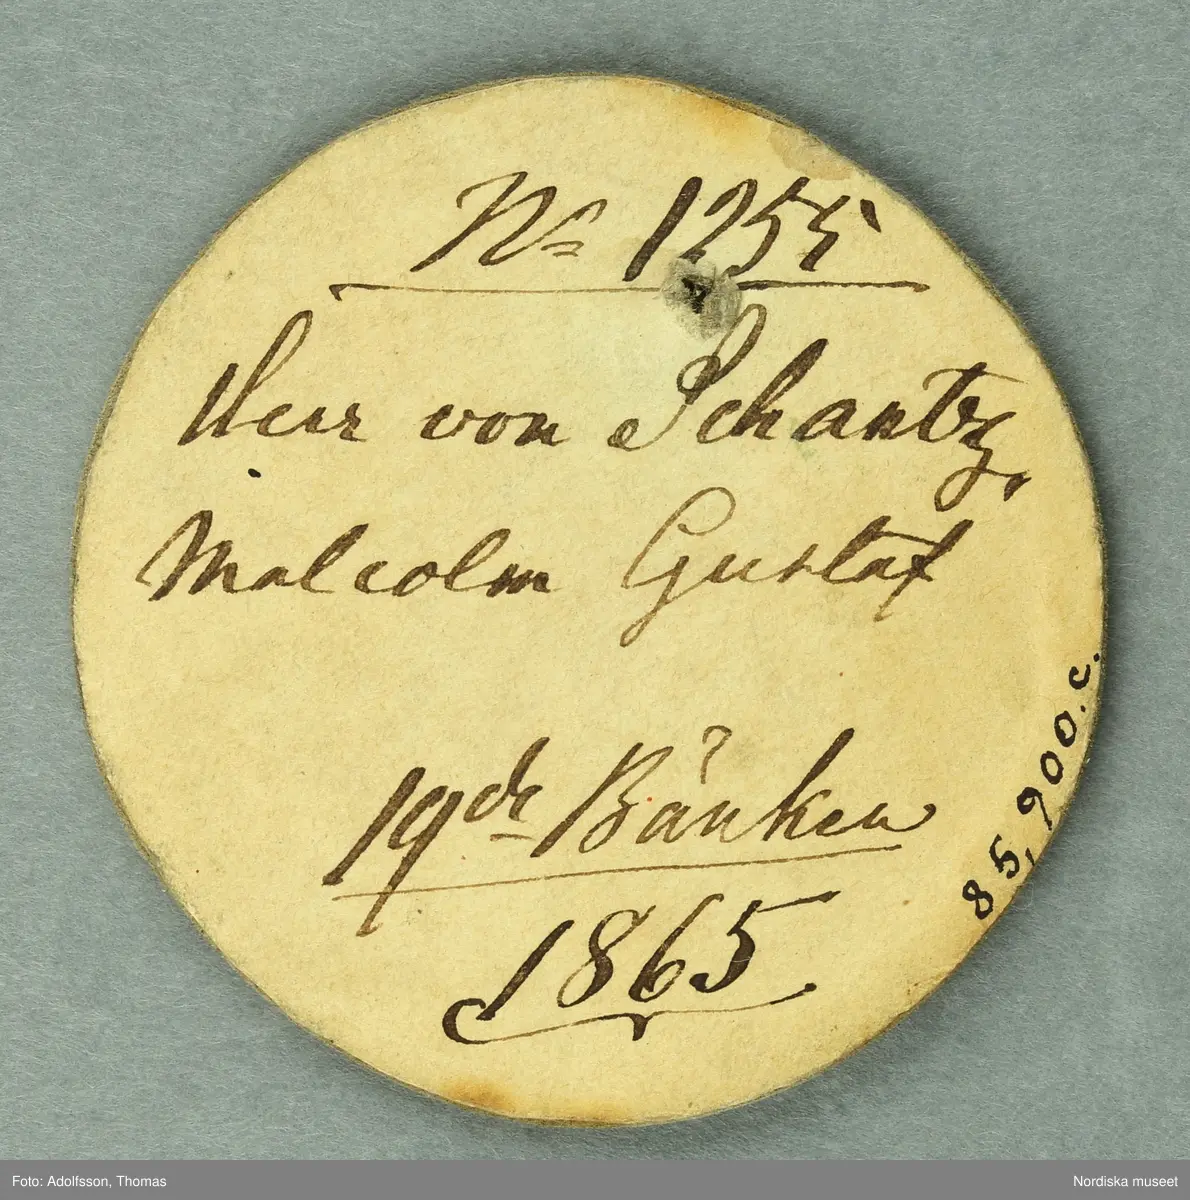 No 1255
Herr von Schantz,
Malcolm Gustaf
19de Bänken
1865
85,900.c.
Foto: Adolfsson, Thomas
Nordiska museet